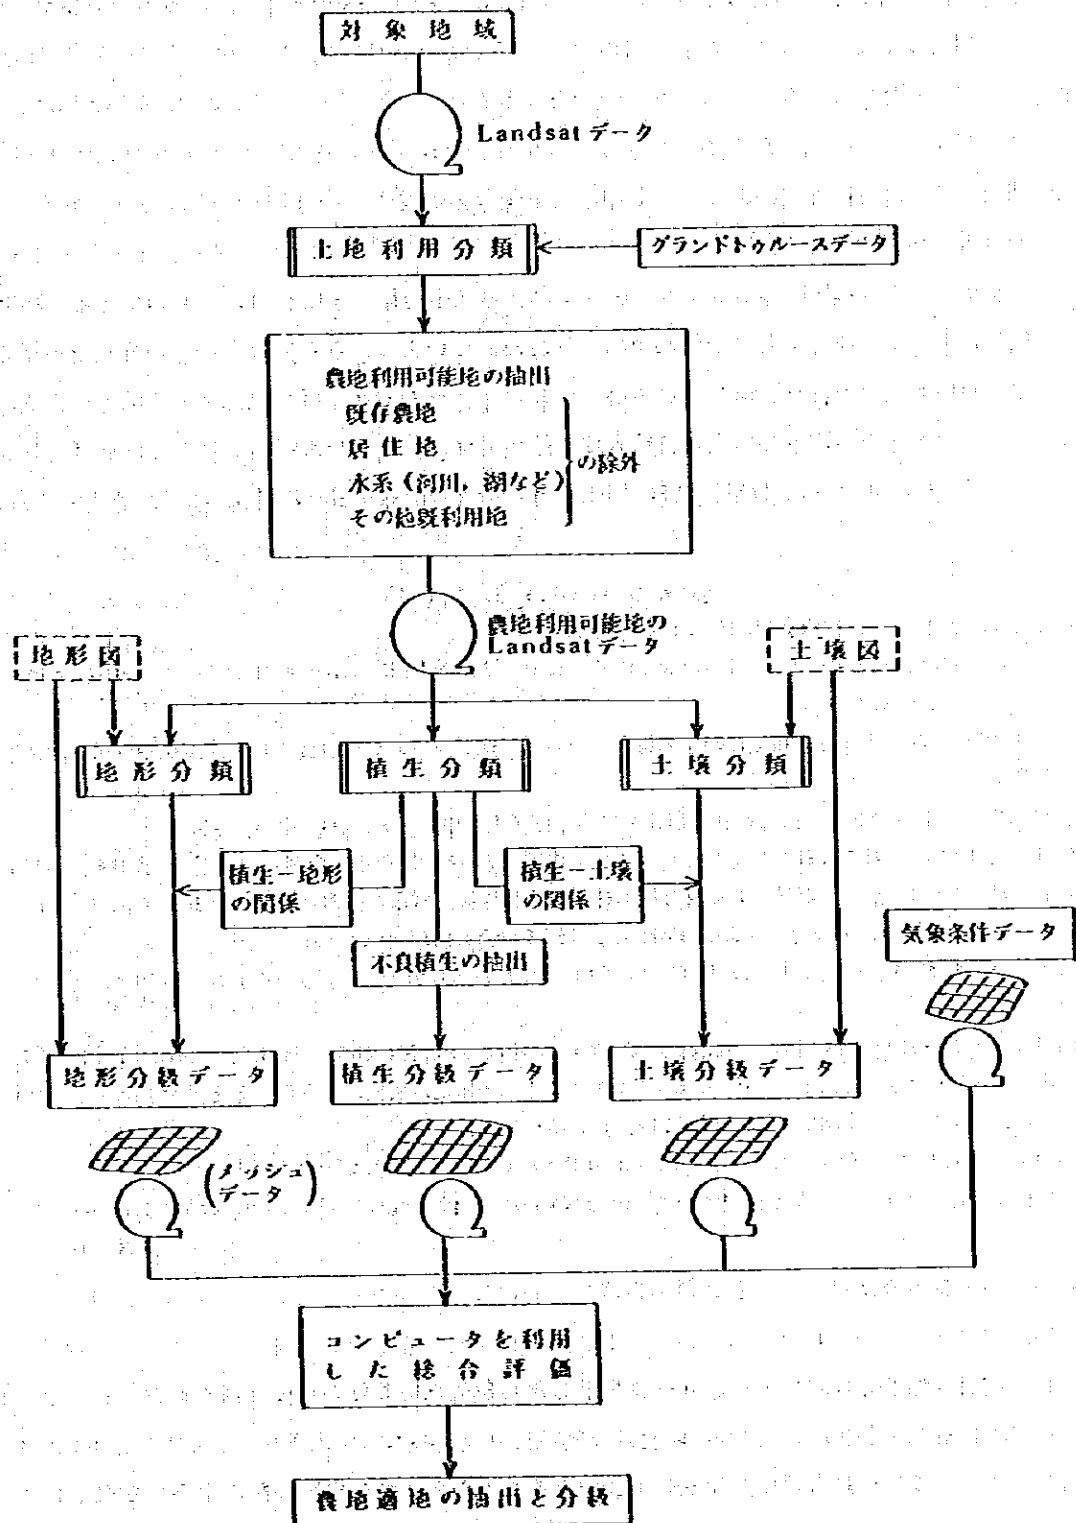 対象地域
Landsatデータ
土地利用分類
グランドトゥルースデータ
農地利用可能地の抽出
既存農地
居住地
水系(河川,湖など)
その他既利用地
の除外
農地利用可能地の
Landsatデータ
地形図
土壌図
地形分類
植生分類
土壌分類
植生-地形
の関係
植生-土壌
の関係
不良植生の抽出
気象条件データ
地形分級データ
植生分級データ
土壌分級データ
(メッシュ
データ)
コンピュータを利用
した総合評価
農地適地の抽出と分級